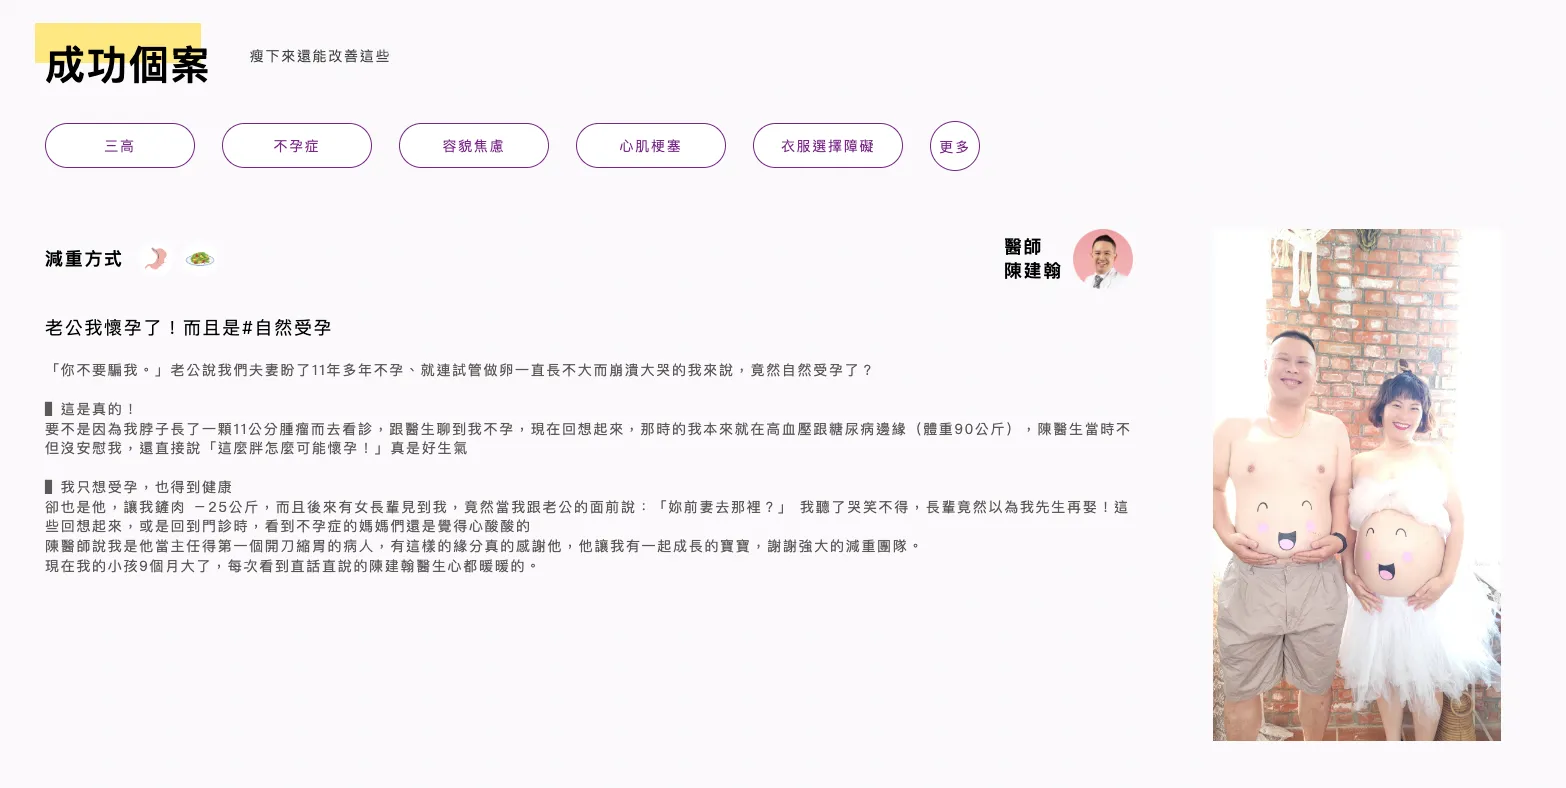 成功個案
瘦下來還能改善這些
三高
不孕症
容貌焦慮
心肌梗塞
衣服選擇障礙
更多
減重方式
醫師
陳建翰
老公我懷孕了！而且是#自然受孕
「你不要騙我。」老公說我們夫妻盼了11年多年不孕、就連試管做卵一直長不大而崩潰大哭的我來說，竟然自然受孕了？
▋這是真的！
要不是因為我脖子長了一顆11公分腫瘤而去看診，跟醫生聊到我不孕，現在回想起來，那時的我本來就在高血壓跟糖尿病邊緣（體重90公斤），陳醫生當時不
但沒安慰我，還直接說「這麼胖怎麼可能懷孕！」真是好生氣
▋我只想受孕，也得到健康
卻也是他，讓我鏟肉 －25公斤，而且後來有女長輩見到我，竟然當我跟老公的面前說：「妳前妻去那裡？」 我聽了哭笑不得，長輩竟然以為我先生再娶！這
些回想起來，或是回到門診時，看到不孕症的媽媽們還是覺得心酸酸的
陳醫師說我是他當主任得第一個開刀縮胃的病人，有這樣的緣分真的感謝他，他讓我有一起成長的寶寶，謝謝強大的減重團隊。
現在我的小孩9個月大了，每次看到直話直說的陳建翰醫生心都暖暖的。